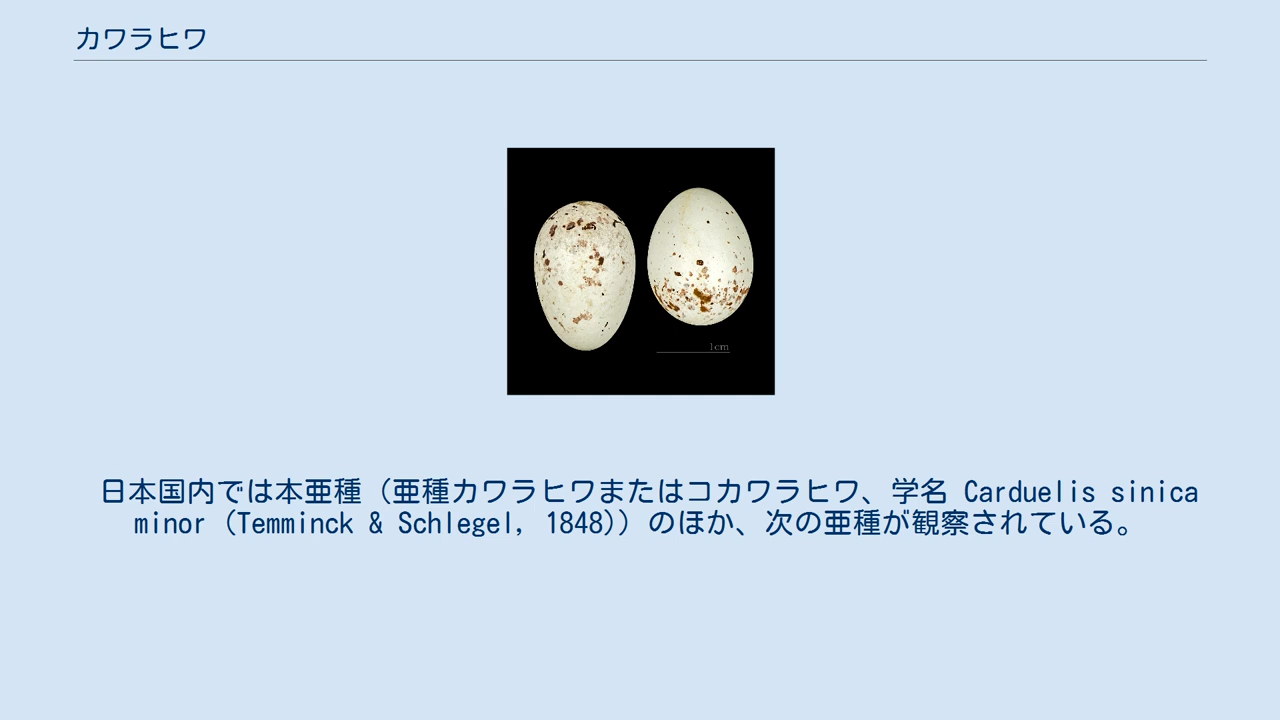 カワラヒワ
1cm
日本国内では本亜種（亜種カワラヒワまたはコカワラヒワ、学名 Carduelis sinica
minor（Temminck & Schlegel, 1848)）のほか、次の亜種が観察されている。